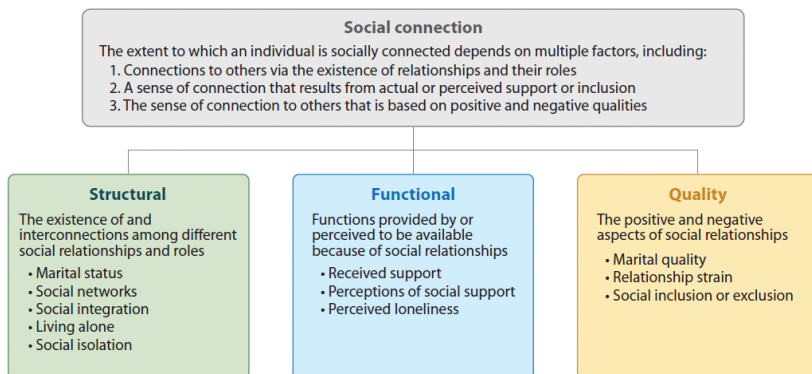 Social connection
The extent to which an individual is socially connected depends on multiple factors, including:
1. Connections to others via the existence of relationships and their roles
2. A sense of connection that results from actual or perceived support or inclusion
3. The sense of connection to others that is based on positive and negative qualities
Structural
The existence of and
interconnections among different
social relationships and roles
• Marital status
• Social networks
• Social integration
• Living alone
• Social isolation
Functional
Functions provided by or
perceived to be available
because of social relationships
• Received support
• Perceptions of social support
• Perceived loneliness
Quality
The positive and negative
aspects of social relationships
• Marital quality
• Relationship strain
• Social inclusion or exclusion